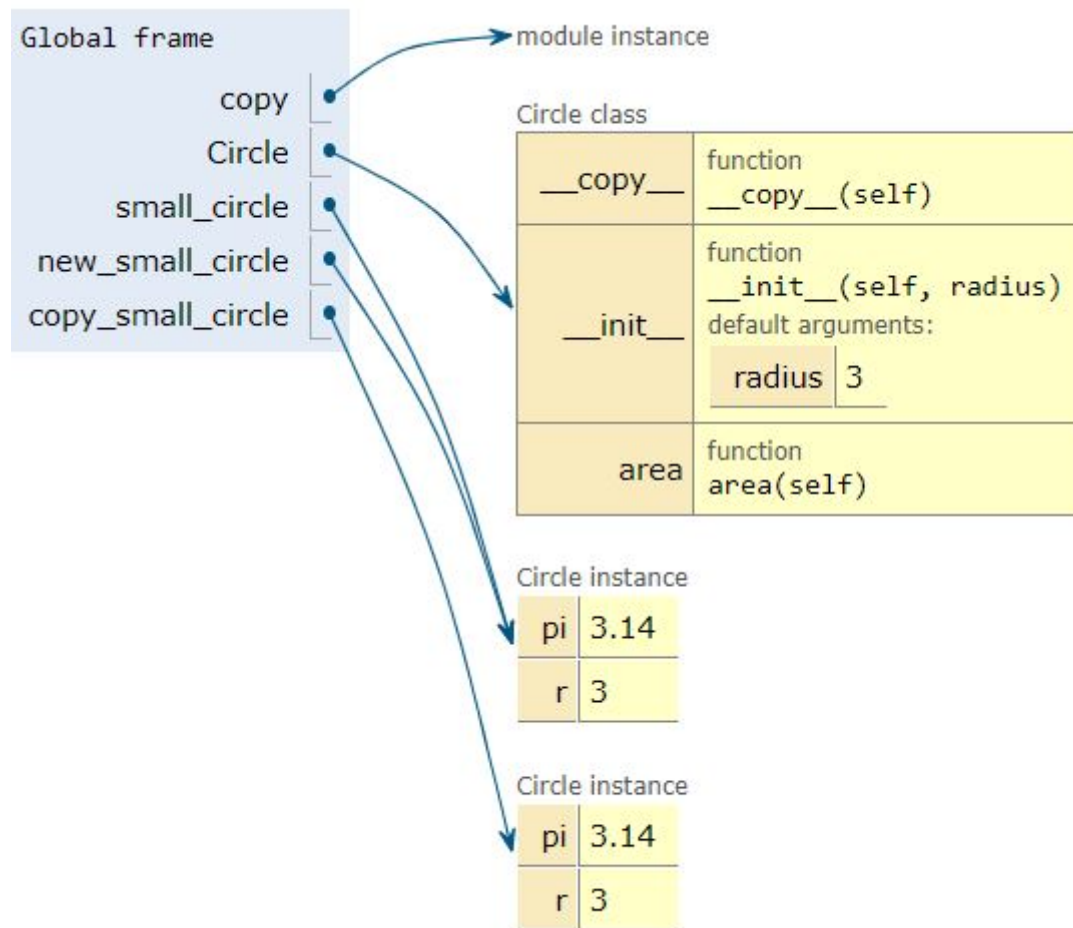 Global frame
copy
Circle
small_circle
new_small_circle
copy_small_circle
module instance
Circle class
__copy__
function
__copy__(self)
__init__
function
__init__(self, radius)
default arguments:
radius 3
area
function
area(self)
Circle instance
pi 3.14
r 3
Circle instance
pi 3.14
r 3